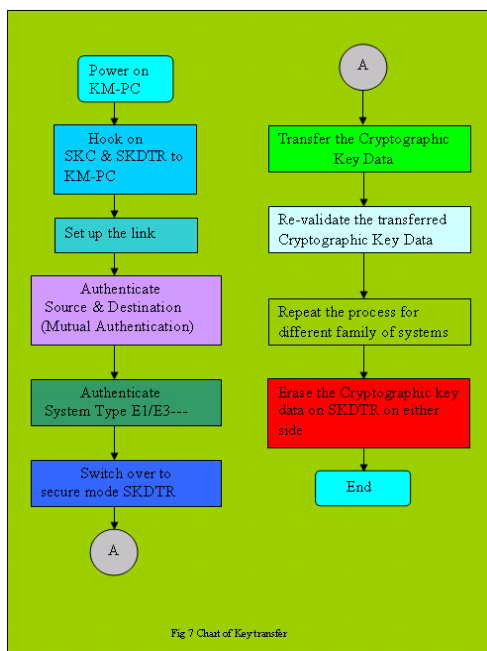 Power on
KM-PC
Hook on
SKC & SKDTR to
KM-PC
Set up the link
Authenticate
Source & Destination
(Mutual Authentication)
Authenticate
System Type E1/E3---
Switch over to
secure mode SKDTR
A
A
Transfer the Cryptographic
Key Data
Re-validate the transferred
Cryptographic Key Data
Repeat the process for
different family of systems
Erase the Cryptographic key
data on SKDTR on either
side
End
Fig 7 Chart of Key transfer